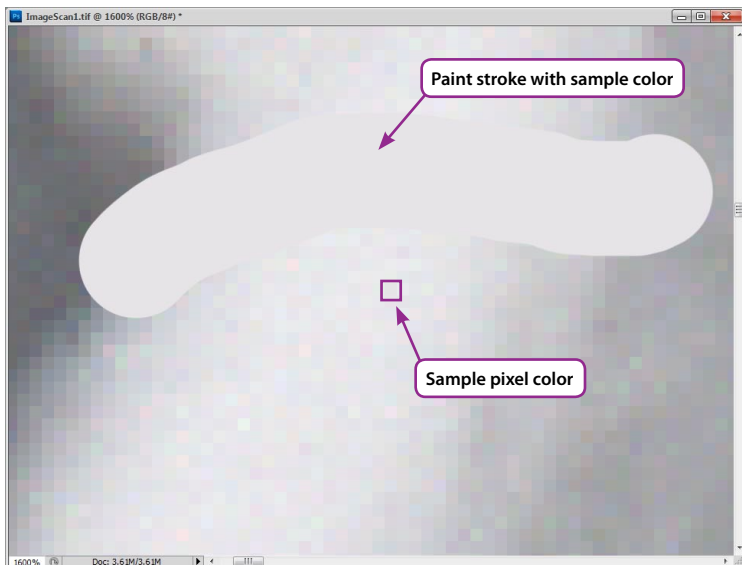 Ps ImageScan1.tif @ 1600% (RGB/8#) *
Paint stroke with sample color
Sample pixel color
1600% Doc: 3.61M/3.61M